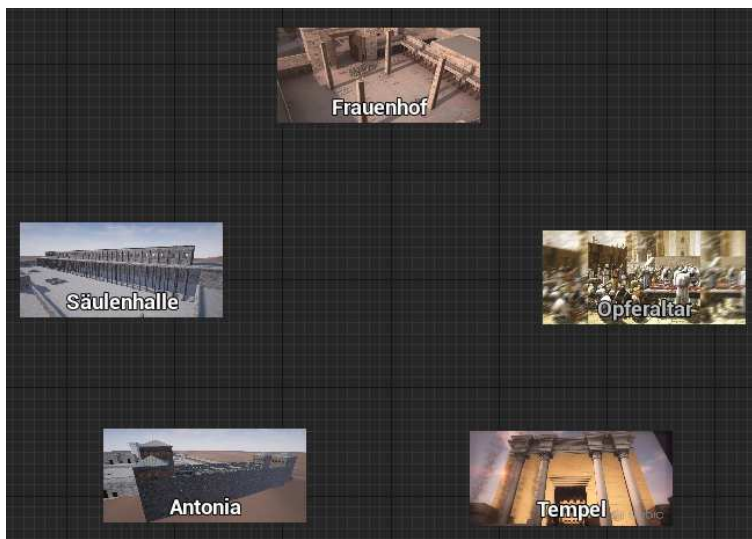 Frauenhof
Säulenhalle
Opferaltar
Antonia
Tempel